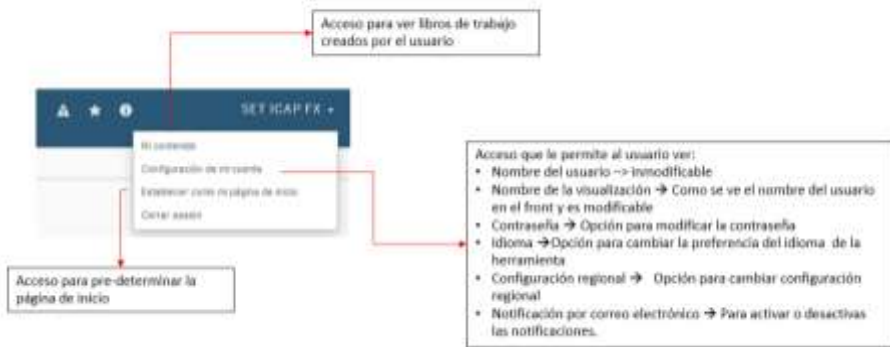 Acceso para ver libros de trabajo
creados por el usuario
SET ICAP FX
Mi contenido
Configuración de mi cuenta
Establecer como mi página de inicio
Cerrar sesión
Acceso que le permite al usuario ver:
• Nombre del usuario –> inmodificable
• Nombre de la visualización → Como se ve el nombre del usuario
en el front y es modificable
• Contraseña → Opción para modificar la contraseña
• Idioma →Opción para cambiar la preferencia del idioma de la
herramienta
• Configuración regional → Opción para cambiar configuración
regional
• Notificación por correo electrónico → Para activar o desactivas
las notificaciones.
Acceso para pre-determinar la
página de inicio